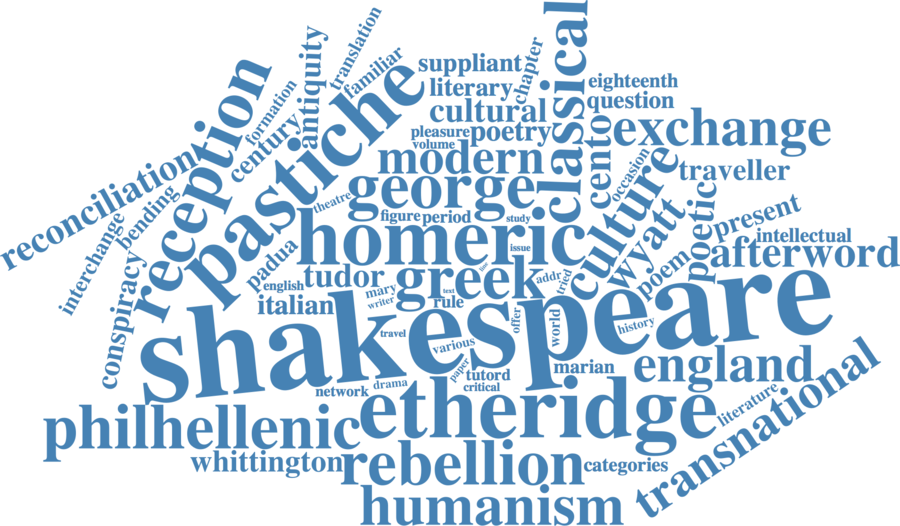 translation
antiquity
familiar
suppliant
chapter
classical
eighteenth
formation
literary
question
century
cultural
cento
exchange
reception
pastiche
pleasure
poetry
volume
occasion
modern
traveller
reconciliation
george
culture
bending
theatre
wyatt
poetic
present
interchange
figure
period
study
homeric
issue
intellectual
padua
afterword
conspiracy
tudor
greek
addr
tried
poem
english
mary
text
italian
writer
rule
shakespeare
offer
world
history
travel
various
paper
marian
england
tutord
network
drama
critical
literature
transnational
philhellenic
etheridge
whittington
rebellion
categories
humanism